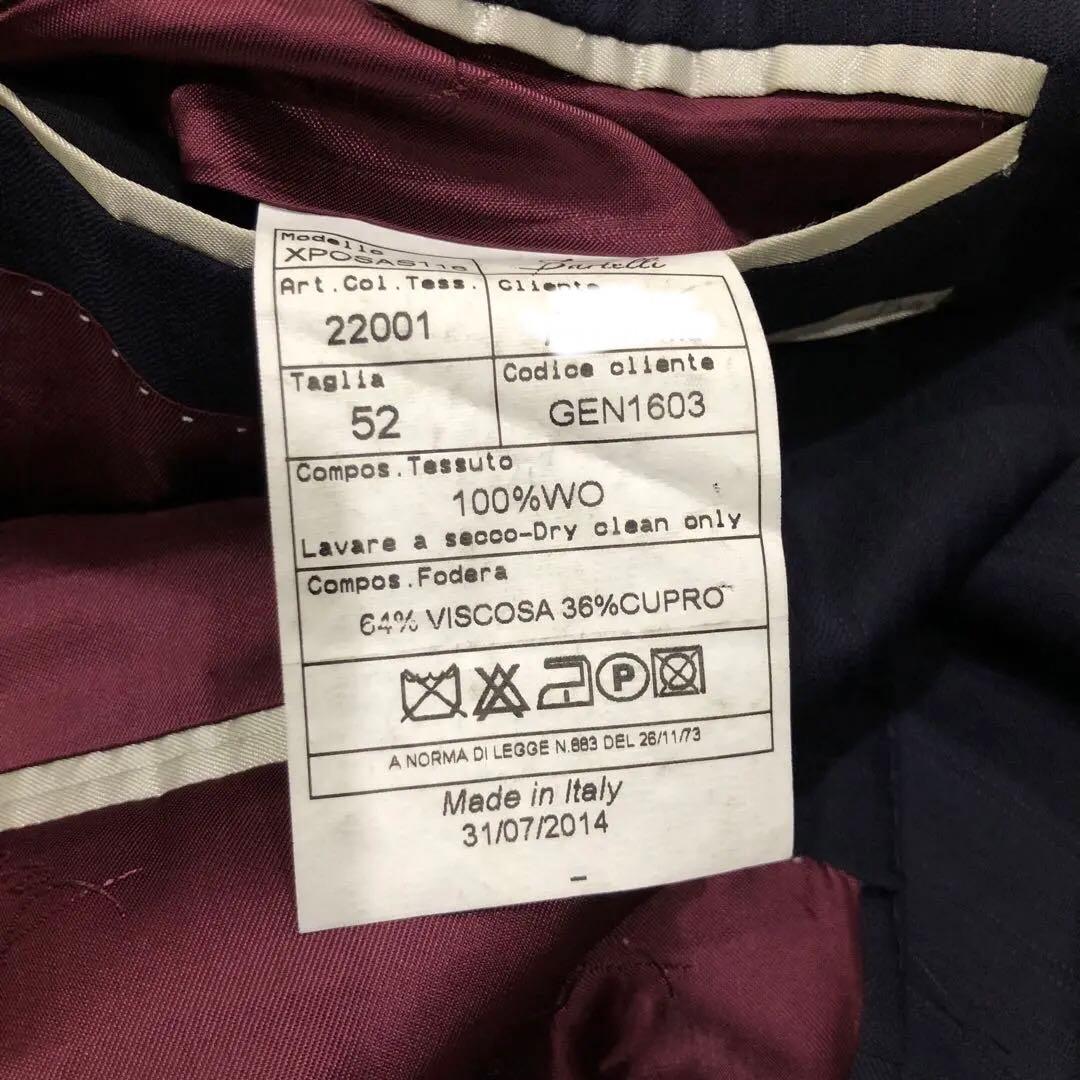 Modello
XPOSAS116
Art.Col.Tess.
22001
Cliente
Taglia
52
Codice cliente
GEN1603
Compos.Tessuto
100%WO
Lavare a secco-Dry clean only
Compos.Fodera
64% VISCOSA 36%CUPRO
P
A NORMA DI LEGGE N.883 DEL 26/11/73
Made in Italy
31/07/2014
-